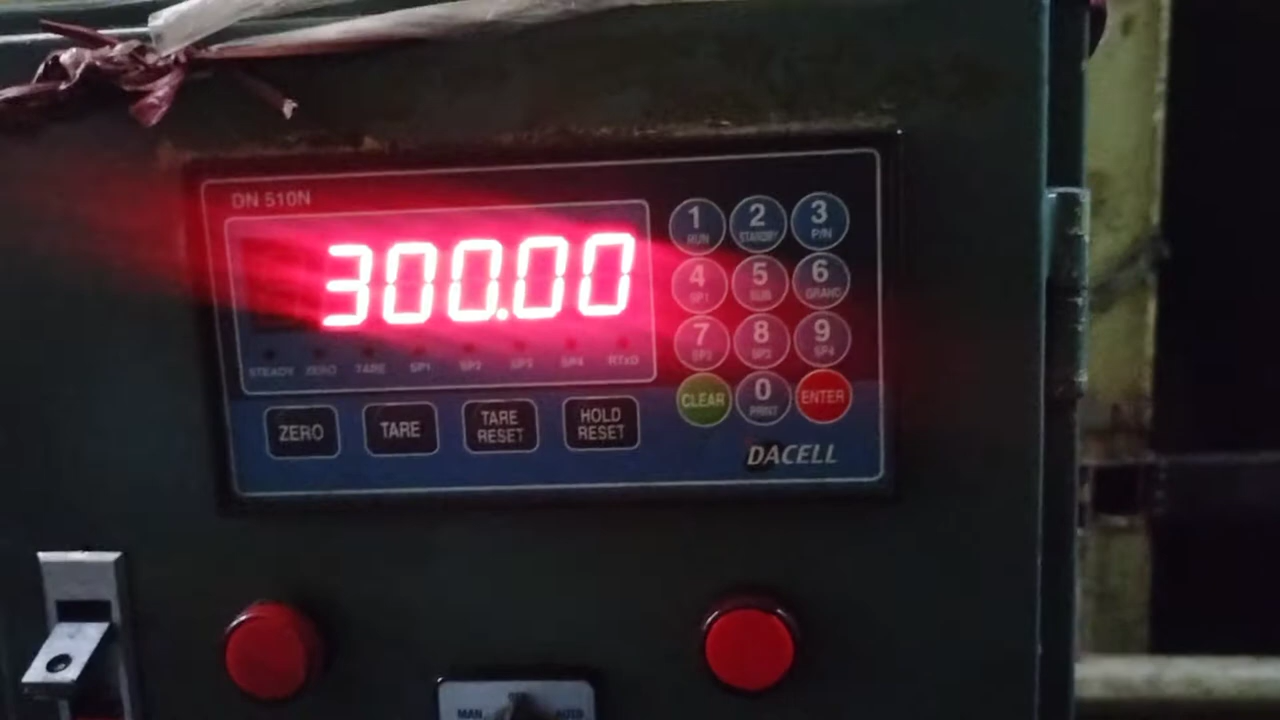 DN 510N
300.00
STEADY ZERO TARE SP1 SP2 SP3 SP4 RTxD
ZERO TARE TARE RESET HOLD RESET
1 RUN 2 STANDBY 3 P/N
4 SP1 5 SUB 6 GRAND
7 SP2 8 SP3 9 SP4
CLEAR 0 PRINT ENTER
DACELL
MAN AUTO